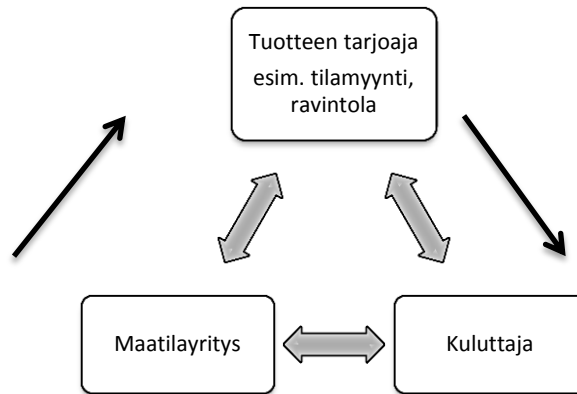 Tuotteen tarjoaja
esim. tilamyynti,
ravintola
Maatilayritys
Kuluttaja